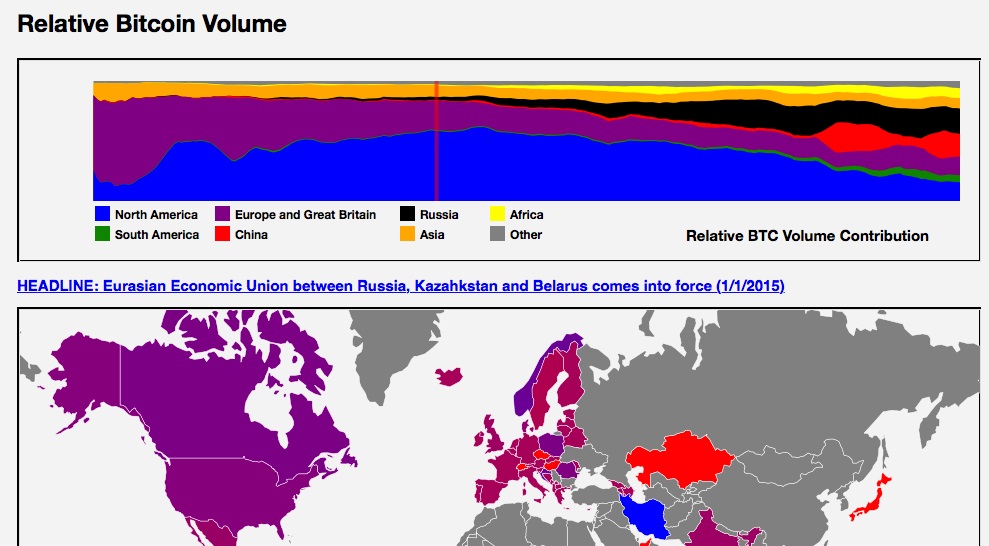 Relative Bitcoin Volume
North America
Europe and Great Britain
Russia
Africa
South America
China
Asia
Other
Relative BTC Volume Contribution
HEADLINE: Eurasian Economic Union between Russia, Kazahkstan and Belarus comes into force (1/1/2015)